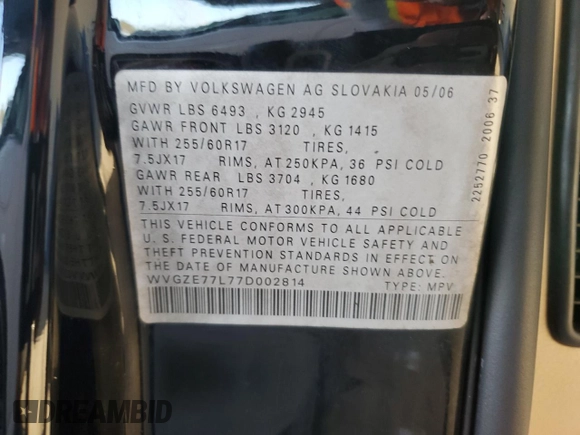 MFD BY VOLKSWAGEN AG SLOVAKIA 05/06
GVWR LBS 6493 , KG 2945
GAWR FRONT LBS 3120 , KG 1415
WITH 255/60R17 TIRES,
7.5JX17 RIMS, AT 250KPA, 36 PSI COLD
GAWR REAR LBS 3704 , KG 1680
WITH 255/60R17 TIRES,
7.5JX17 RIMS, AT 300KPA, 44 PSI COLD
THIS VEHICLE CONFORMS TO ALL APPLICABLE
U.S. FEDERAL MOTOR VEHICLE SAFETY AND
THEFT PREVENTION STANDARDS IN EFFECT ON
THE DATE OF MANUFACTURE SHOWN ABOVE.
WVGZE77L77D002814 TYPE: MPV
2252770 2006 37
DREAMBID